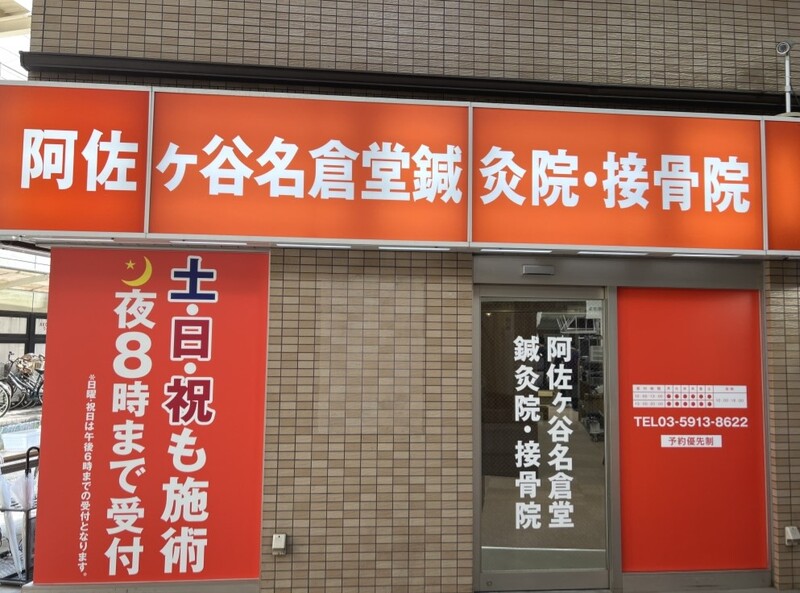 阿佐ヶ谷名倉堂鍼灸院・接骨院
土・日・祝も施術
夜8時まで受付
*日曜・祝日は午後6時までの受付となります。
阿佐ヶ谷名倉堂
鍼灸院・接骨院
TEL03-5913-8622
予約優先制